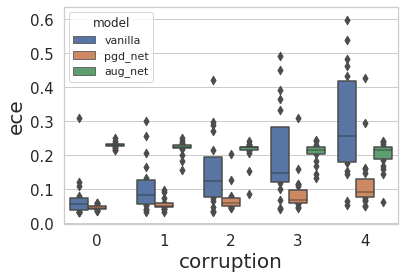 model
vanilla
pgd_net
aug_net
ece
0.6
0.5
0.4
0.3
0.2
0.1
0.0
0 1 2 3 4
corruption